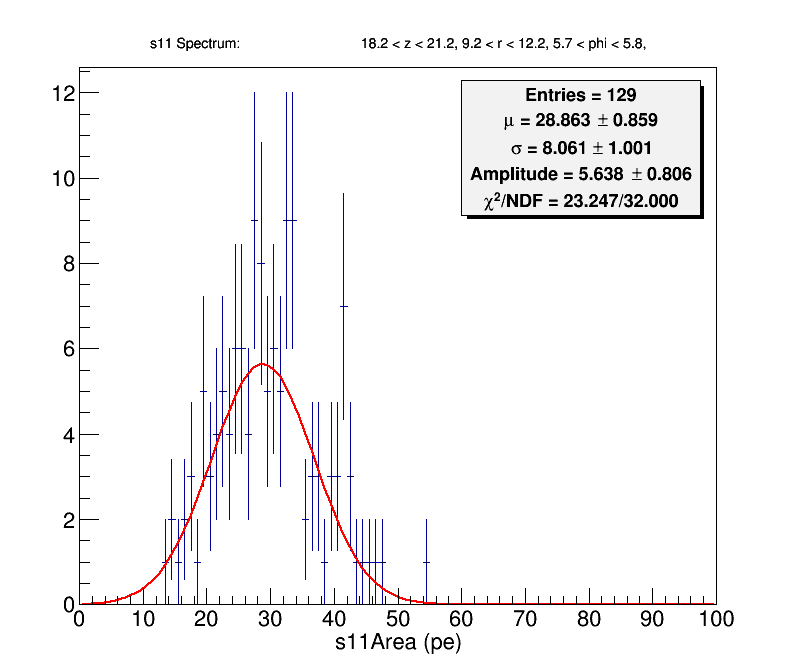 s11 Spectrum: 18.2 < z < 21.2, 9.2 < r < 12.2, 5.7 < phi < 5.8,
Entries = 129
μ = 28.863 ± 0.859
σ = 8.061 ± 1.001
Amplitude = 5.638 ± 0.806
χ²/NDF = 23.247/32.000
12
10
8
6
4
2
0
0 10 20 30 40 50 60 70 80 90 100
s11Area (pe)